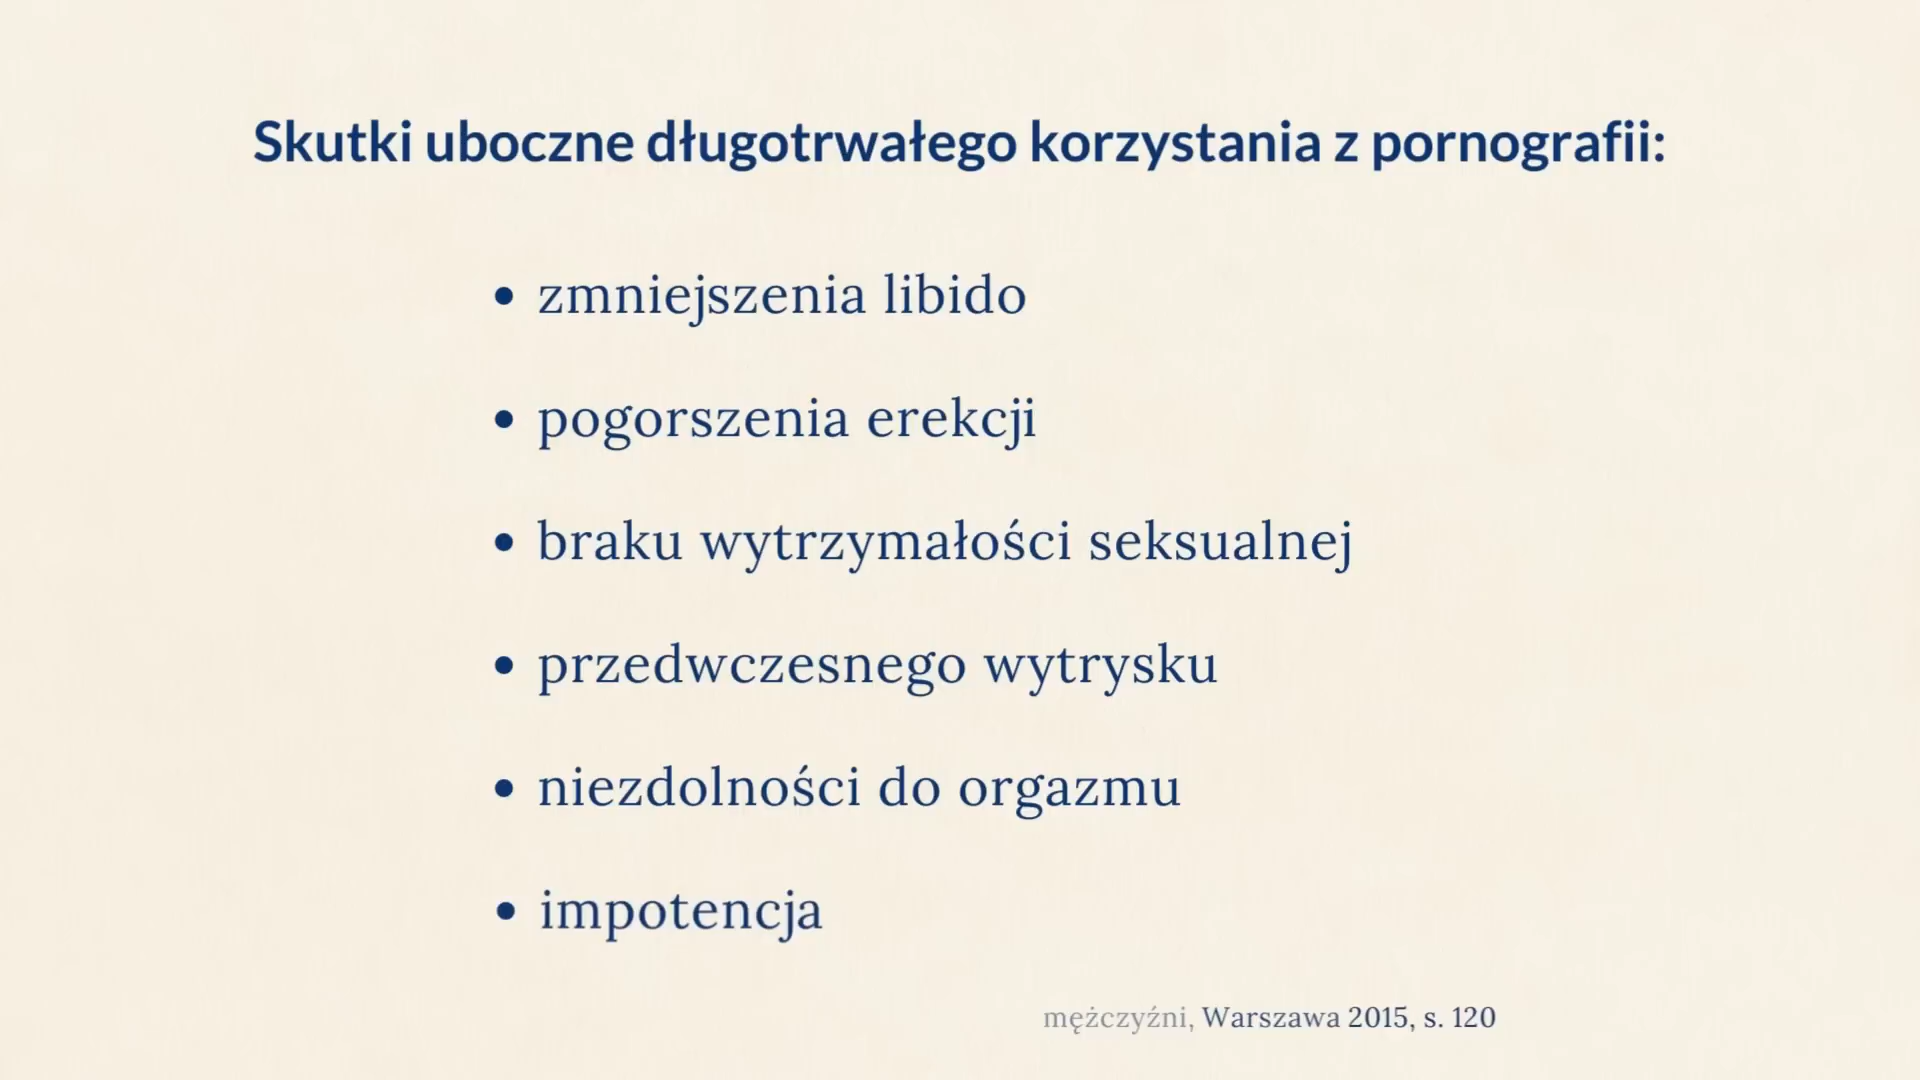 Skutki uboczne długotrwałego korzystania z pornografii:
• zmniejszenia libido
• pogorszenia erekcji
• braku wytrzymałości seksualnej
• przedwczesnego wytrysku
• niezdolności do orgazmu
• impotencja
mężczyźni, Warszawa 2015, s. 120